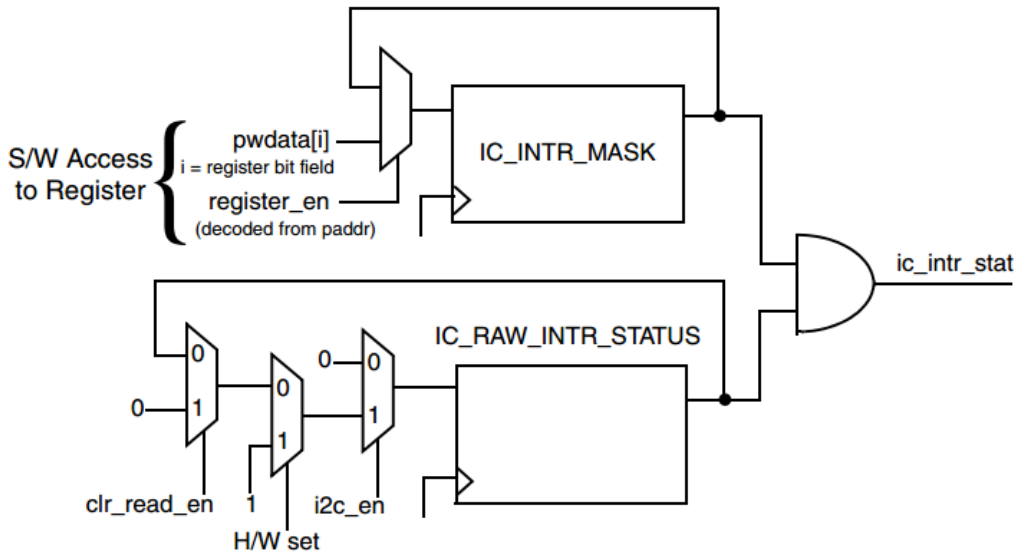 S/W Access
to Register
pwdata[i]
i = register bit field
register_en
(decoded from paddr)
IC_INTR_MASK
ic_intr_stat
IC_RAW_INTR_STATUS
0
0
0
0
0
1
1
1
clr_read_en
1
i2c_en
H/W set